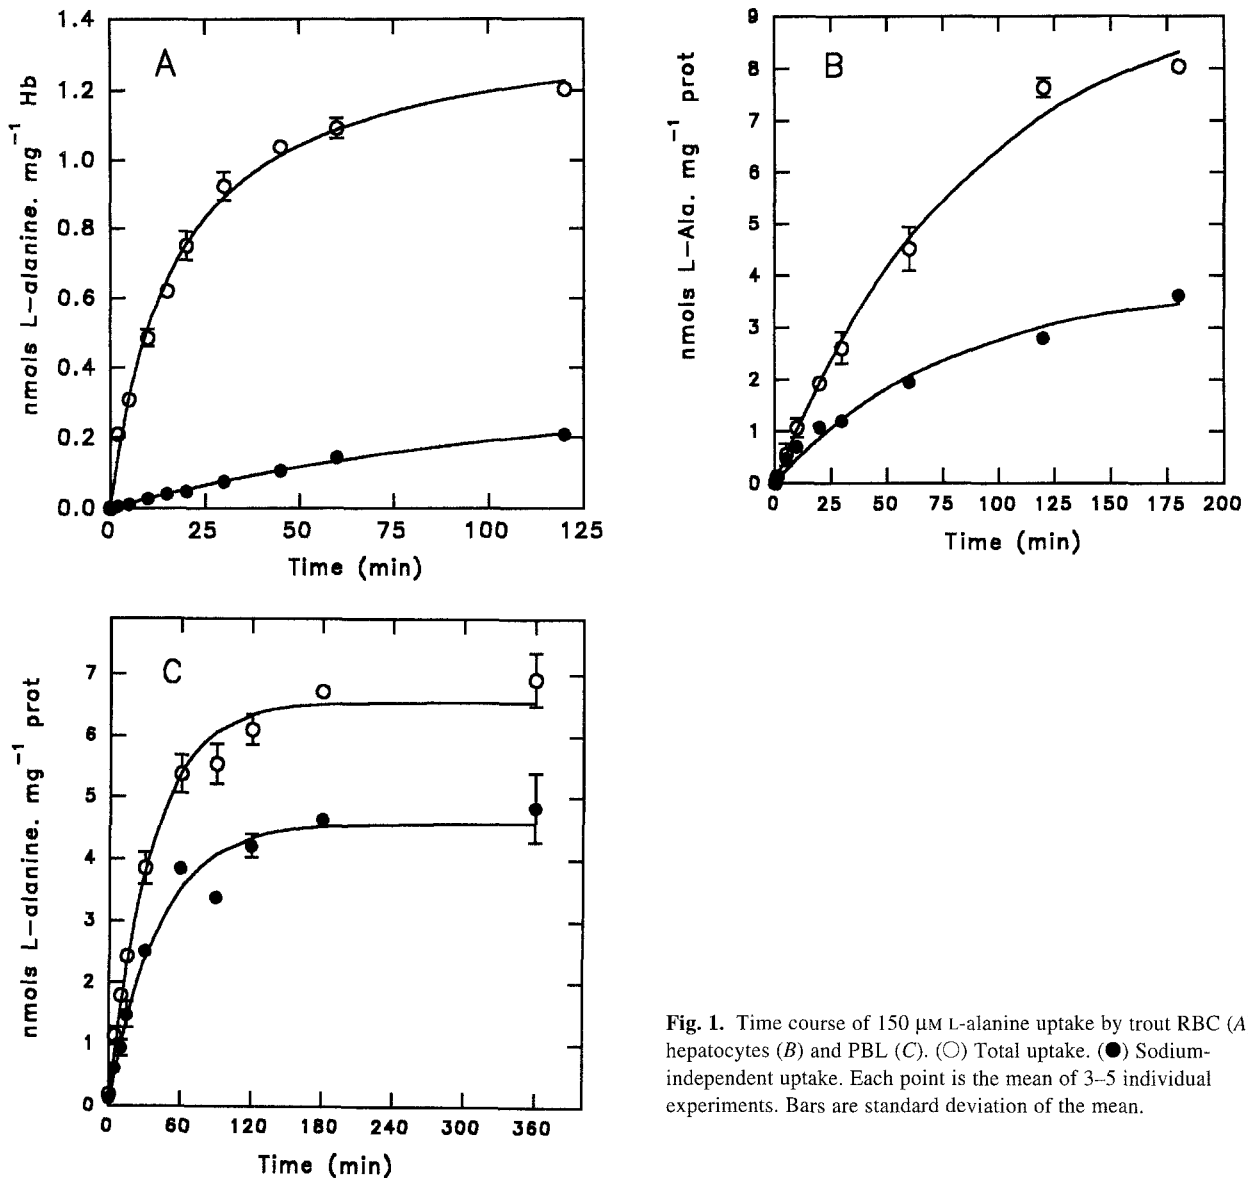 A
nmols L-alanine. mg⁻¹ Hb
1.4
1.2
1.0
0.8
0.6
0.4
0.2
0.0
0 25 50 75 100 125
Time (min)
B
nmols L-Ala. mg⁻¹ prot
9
8
7
6
5
4
3
2
1
0
0 25 50 75 100 125 150 175 200
Time (min)
C
nmols L-alanine. mg⁻¹ prot
7
6
5
4
3
2
1
0
0 60 120 180 240 300 360
Time (min)
Fig. 1. Time course of 150 μM L-alanine uptake by trout RBC (A
hepatocytes (B) and PBL (C). (○) Total uptake. (●) Sodium-
independent uptake. Each point is the mean of 3–5 individual
experiments. Bars are standard deviation of the mean.